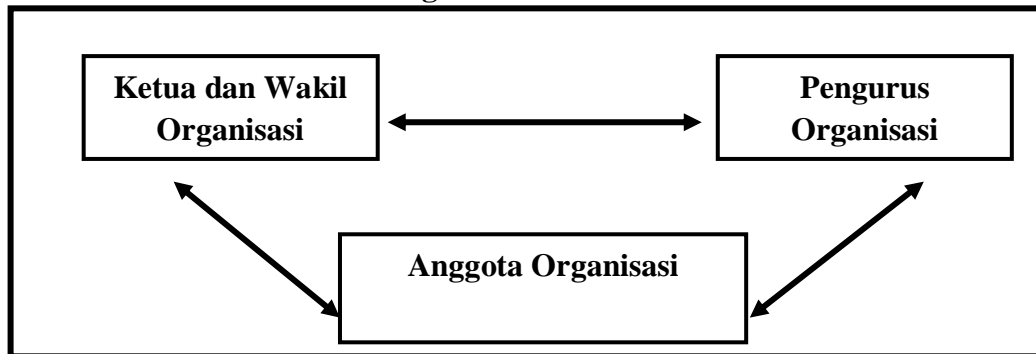 Ketua dan Wakil
Organisasi
Pengurus
Organisasi
Anggota Organisasi